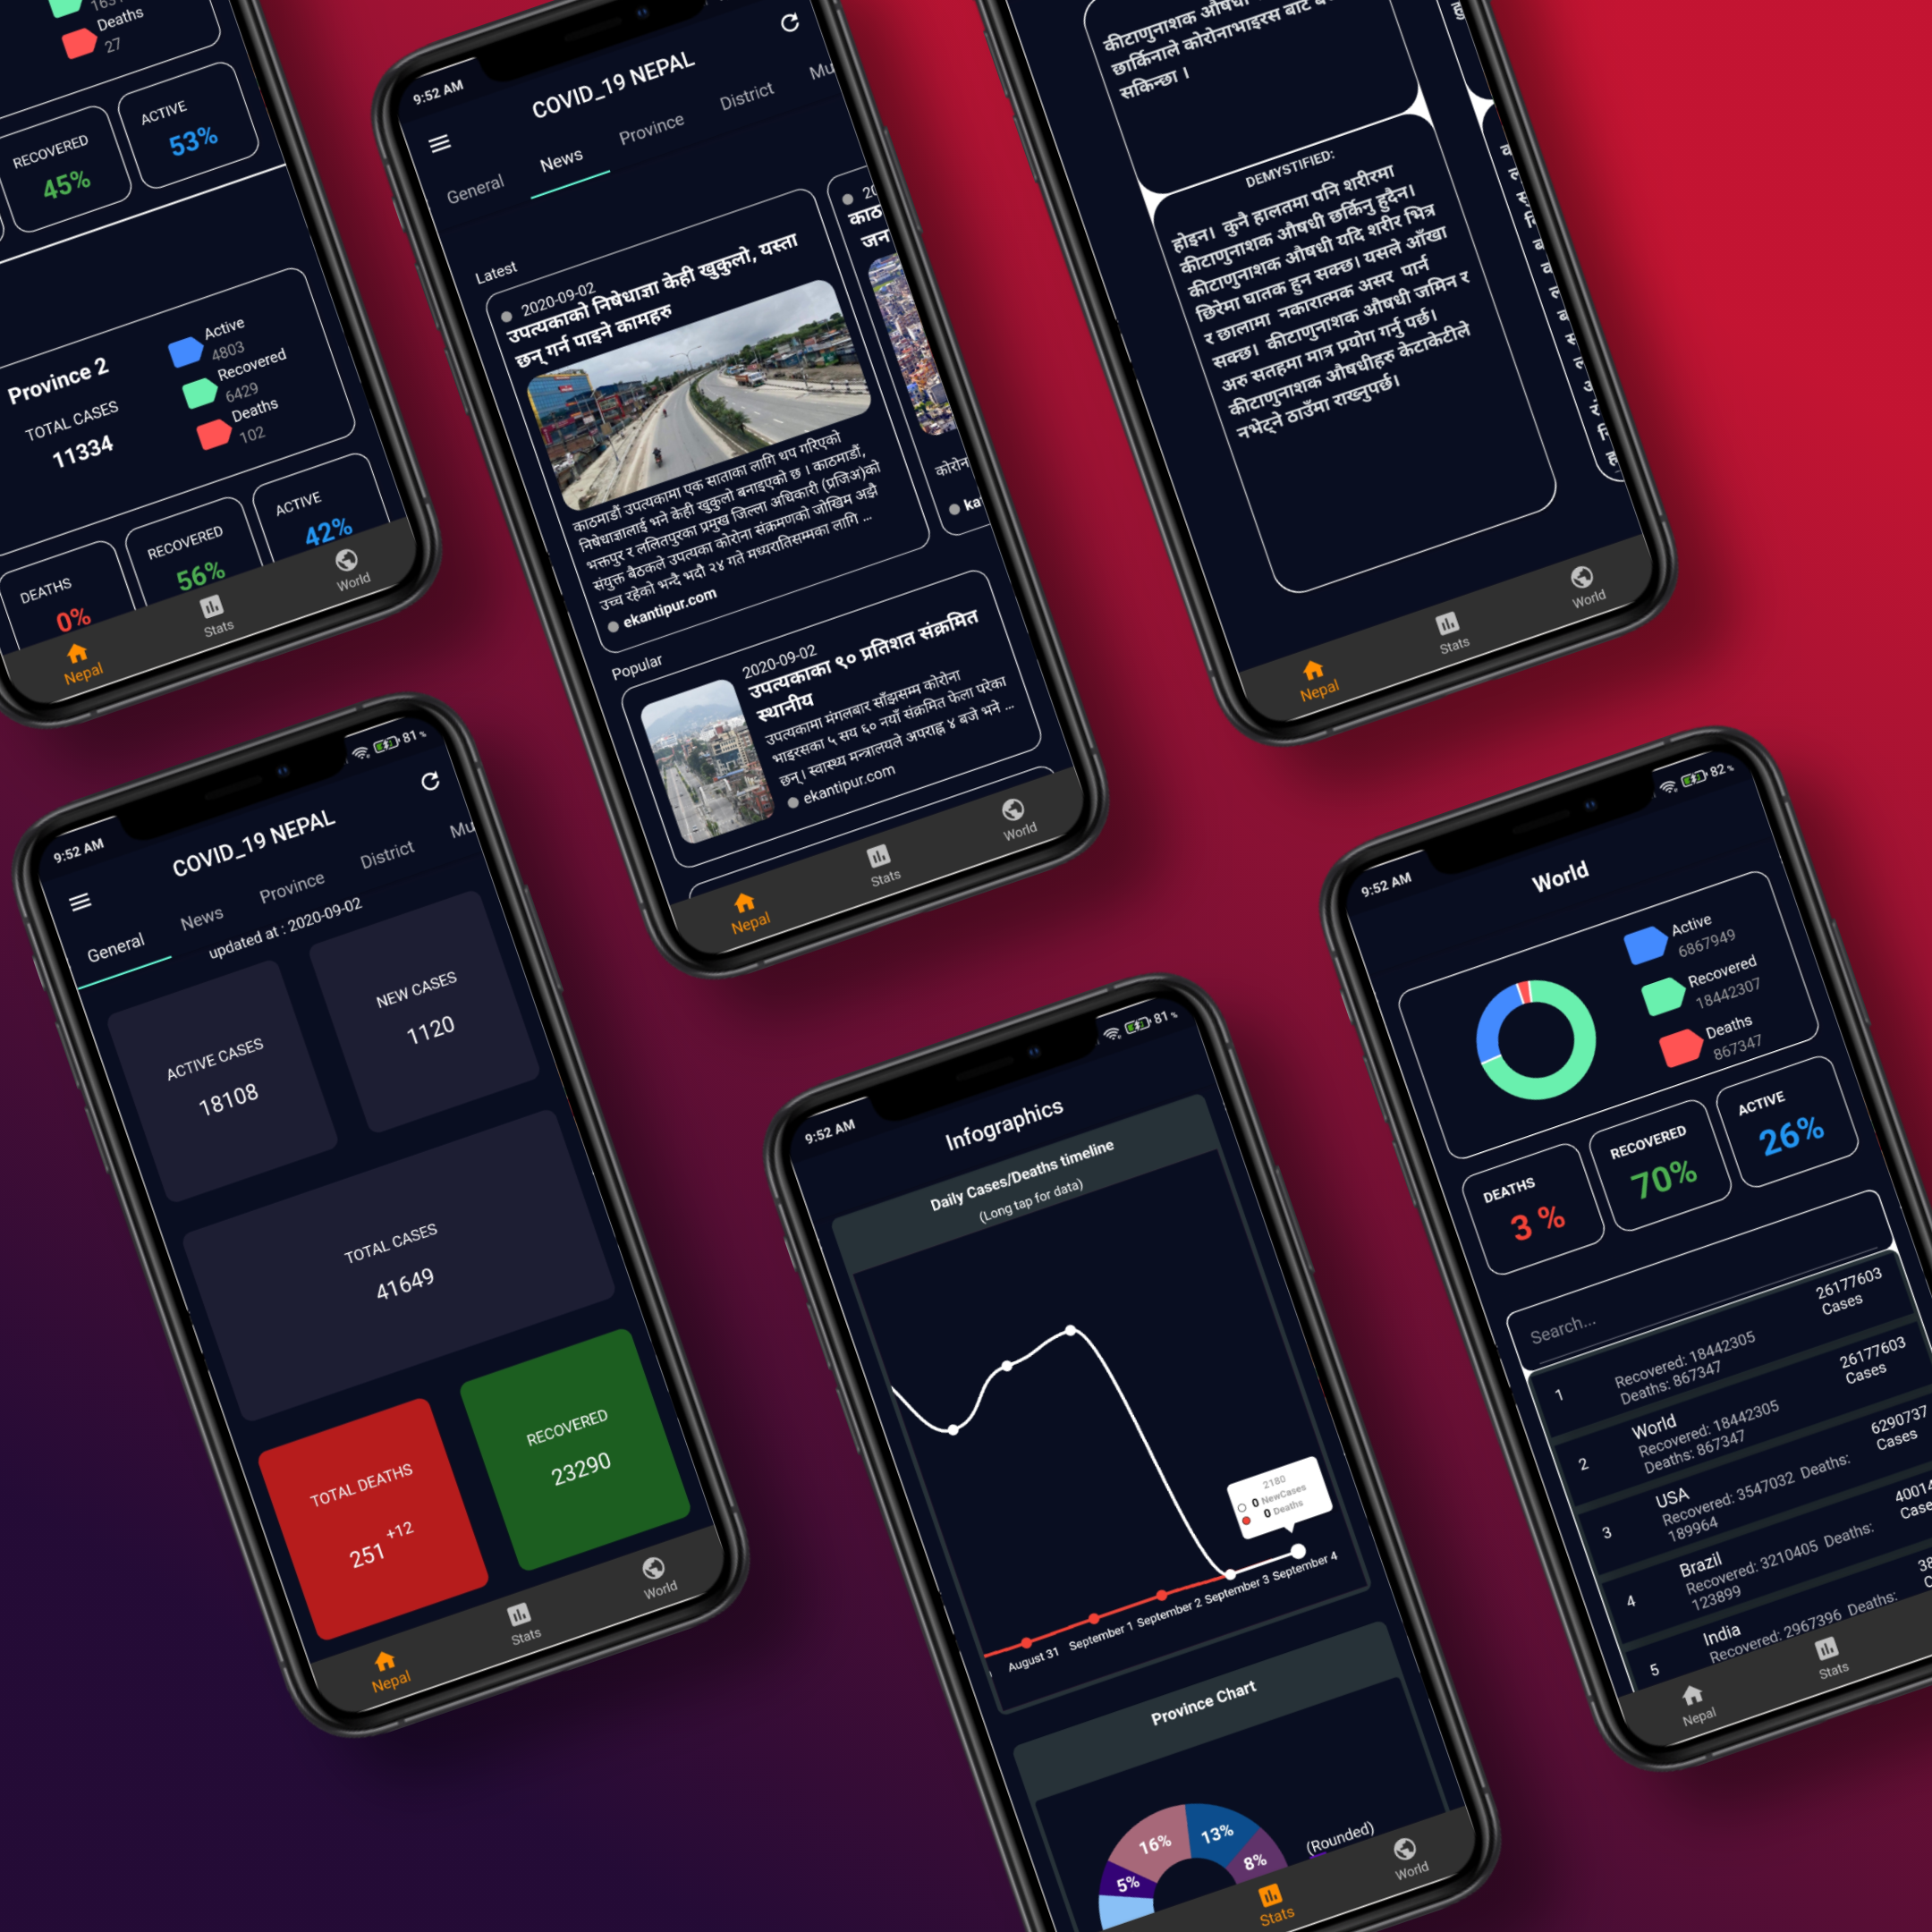 Deaths
27
RECOVERED
45%
ACTIVE
53%
Province 2
TOTAL CASES
11334
Active
4803
Recovered
6429
Deaths
102
DEATHS
0%
RECOVERED
56%
ACTIVE
42%
Nepal
Stats
World
9:52 AM
COVID_19 NEPAL
General
News
Province
District
Mu
Latest
2020-09-02
उपत्यकाको निषेधाज्ञा केही खुकुलो, यस्ता
छन् गर्न पाइने कामहरु
काठमाडौं उपत्यकामा एक साताका लागि थप गरिएको
निषेधाज्ञालाई भने केही खुकुलो बनाइएको छ । काठमाडौं,
भक्तपुर र ललितपुरका प्रमुख जिल्ला अधिकारी (प्रजिअ)को
संयुक्त बैठकले उपत्यका कोरोना संक्रमणको जोखिम अझै
उच्च रहेको भन्दै भदौ २४ गते मध्यरातिसम्मका लागि ...
ekantipur.com
20
काठ
जन
कोरोन
ka
Popular
2020-09-02
उपत्यकाका ९० प्रतिशत संक्रमित
स्थानीय
उपत्यकामा मंगलबार साँझसम्म कोरोना
भाइरसका ५ सय ६० नयाँ संक्रमित फेला परेका
छन् । स्वास्थ्य मन्त्रालयले अपराह्न ४ बजे भने ...
ekantipur.com
Nepal
Stats
World
कीटाणुनाशक औषधी
छार्किनाले कोरोनाभाइरस बाट
सकिन्छा ।
DEMYSTIFIED:
होइन। कुनै हालतमा पनि शरीरमा
कीटाणुनाशक औषधी छर्किनु हुदैन।
कीटाणुनाशक औषधी यदि शरीर भित्र
छिरेमा घातक हुन सक्छ। यसले आँखा
र छालामा नकारात्मक असर पार्न
सक्छ। कीटाणुनाशक औषधी जमिन र
अरु सतहमा मात्र प्रयोग गर्नु पर्छ।
कीटाणुनाशक औषधीहरु केटाकेटीले
नभेट्ने ठाउँमा राख्नुपर्छ।
Nepal
Stats
World
9:52 AM
81%
COVID_19 NEPAL
General
News
Province
District
Mu
updated at : 2020-09-02
ACTIVE CASES
18108
NEW CASES
1120
TOTAL CASES
41649
TOTAL DEATHS
251 +12
RECOVERED
23290
Nepal
Stats
World
9:52 AM
81%
Infographics
Daily Cases/Deaths timeline
(Long tap for data)
2180
0 NewCases
0 Deaths
August 31 September 1 September 2 September 3 September 4
Province Chart
5%
16%
13%
8%
(Rounded)
Stats
World
9:52 AM
82%
World
Active
6867949
Recovered
18442307
Deaths
867347
DEATHS
3 %
RECOVERED
70%
ACTIVE
26%
Search...
1
Recovered: 18442305
Deaths: 867347
26177603
Cases
2
World
Recovered: 18442305
Deaths: 867347
26177603
Cases
3
USA
Recovered: 3547032 Deaths:
189964
6290737
Cases
4
Brazil
Recovered: 3210405 Deaths:
123899
40014
Case
5
India
Recovered: 2967396 Deaths:
38
C
Nepal
Stats